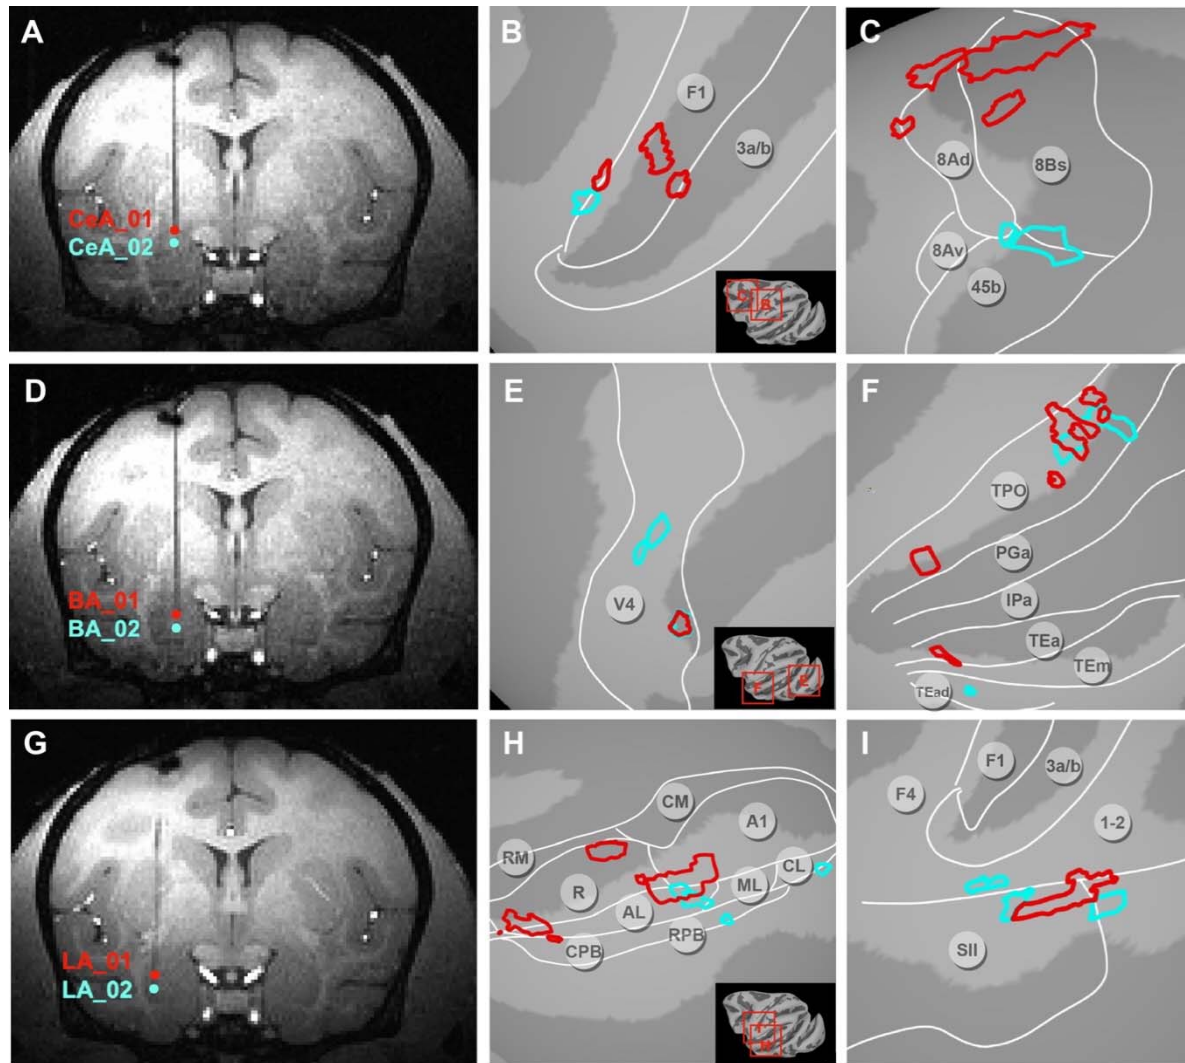 A
CeA_01
CeA_02
B
F1
3a/b
C
B
C
8Ad
8Bs
8Av
45b
D
BA_01
BA_02
E
V4
F
E
F
TPO
PGa
IPa
TEa
TEm
TEad
G
LA_01
LA_02
H
CM
A1
RM
R
ML
CL
AL
CPB
RPB
I
H
I
F1
3a/b
F4
1-2
SII